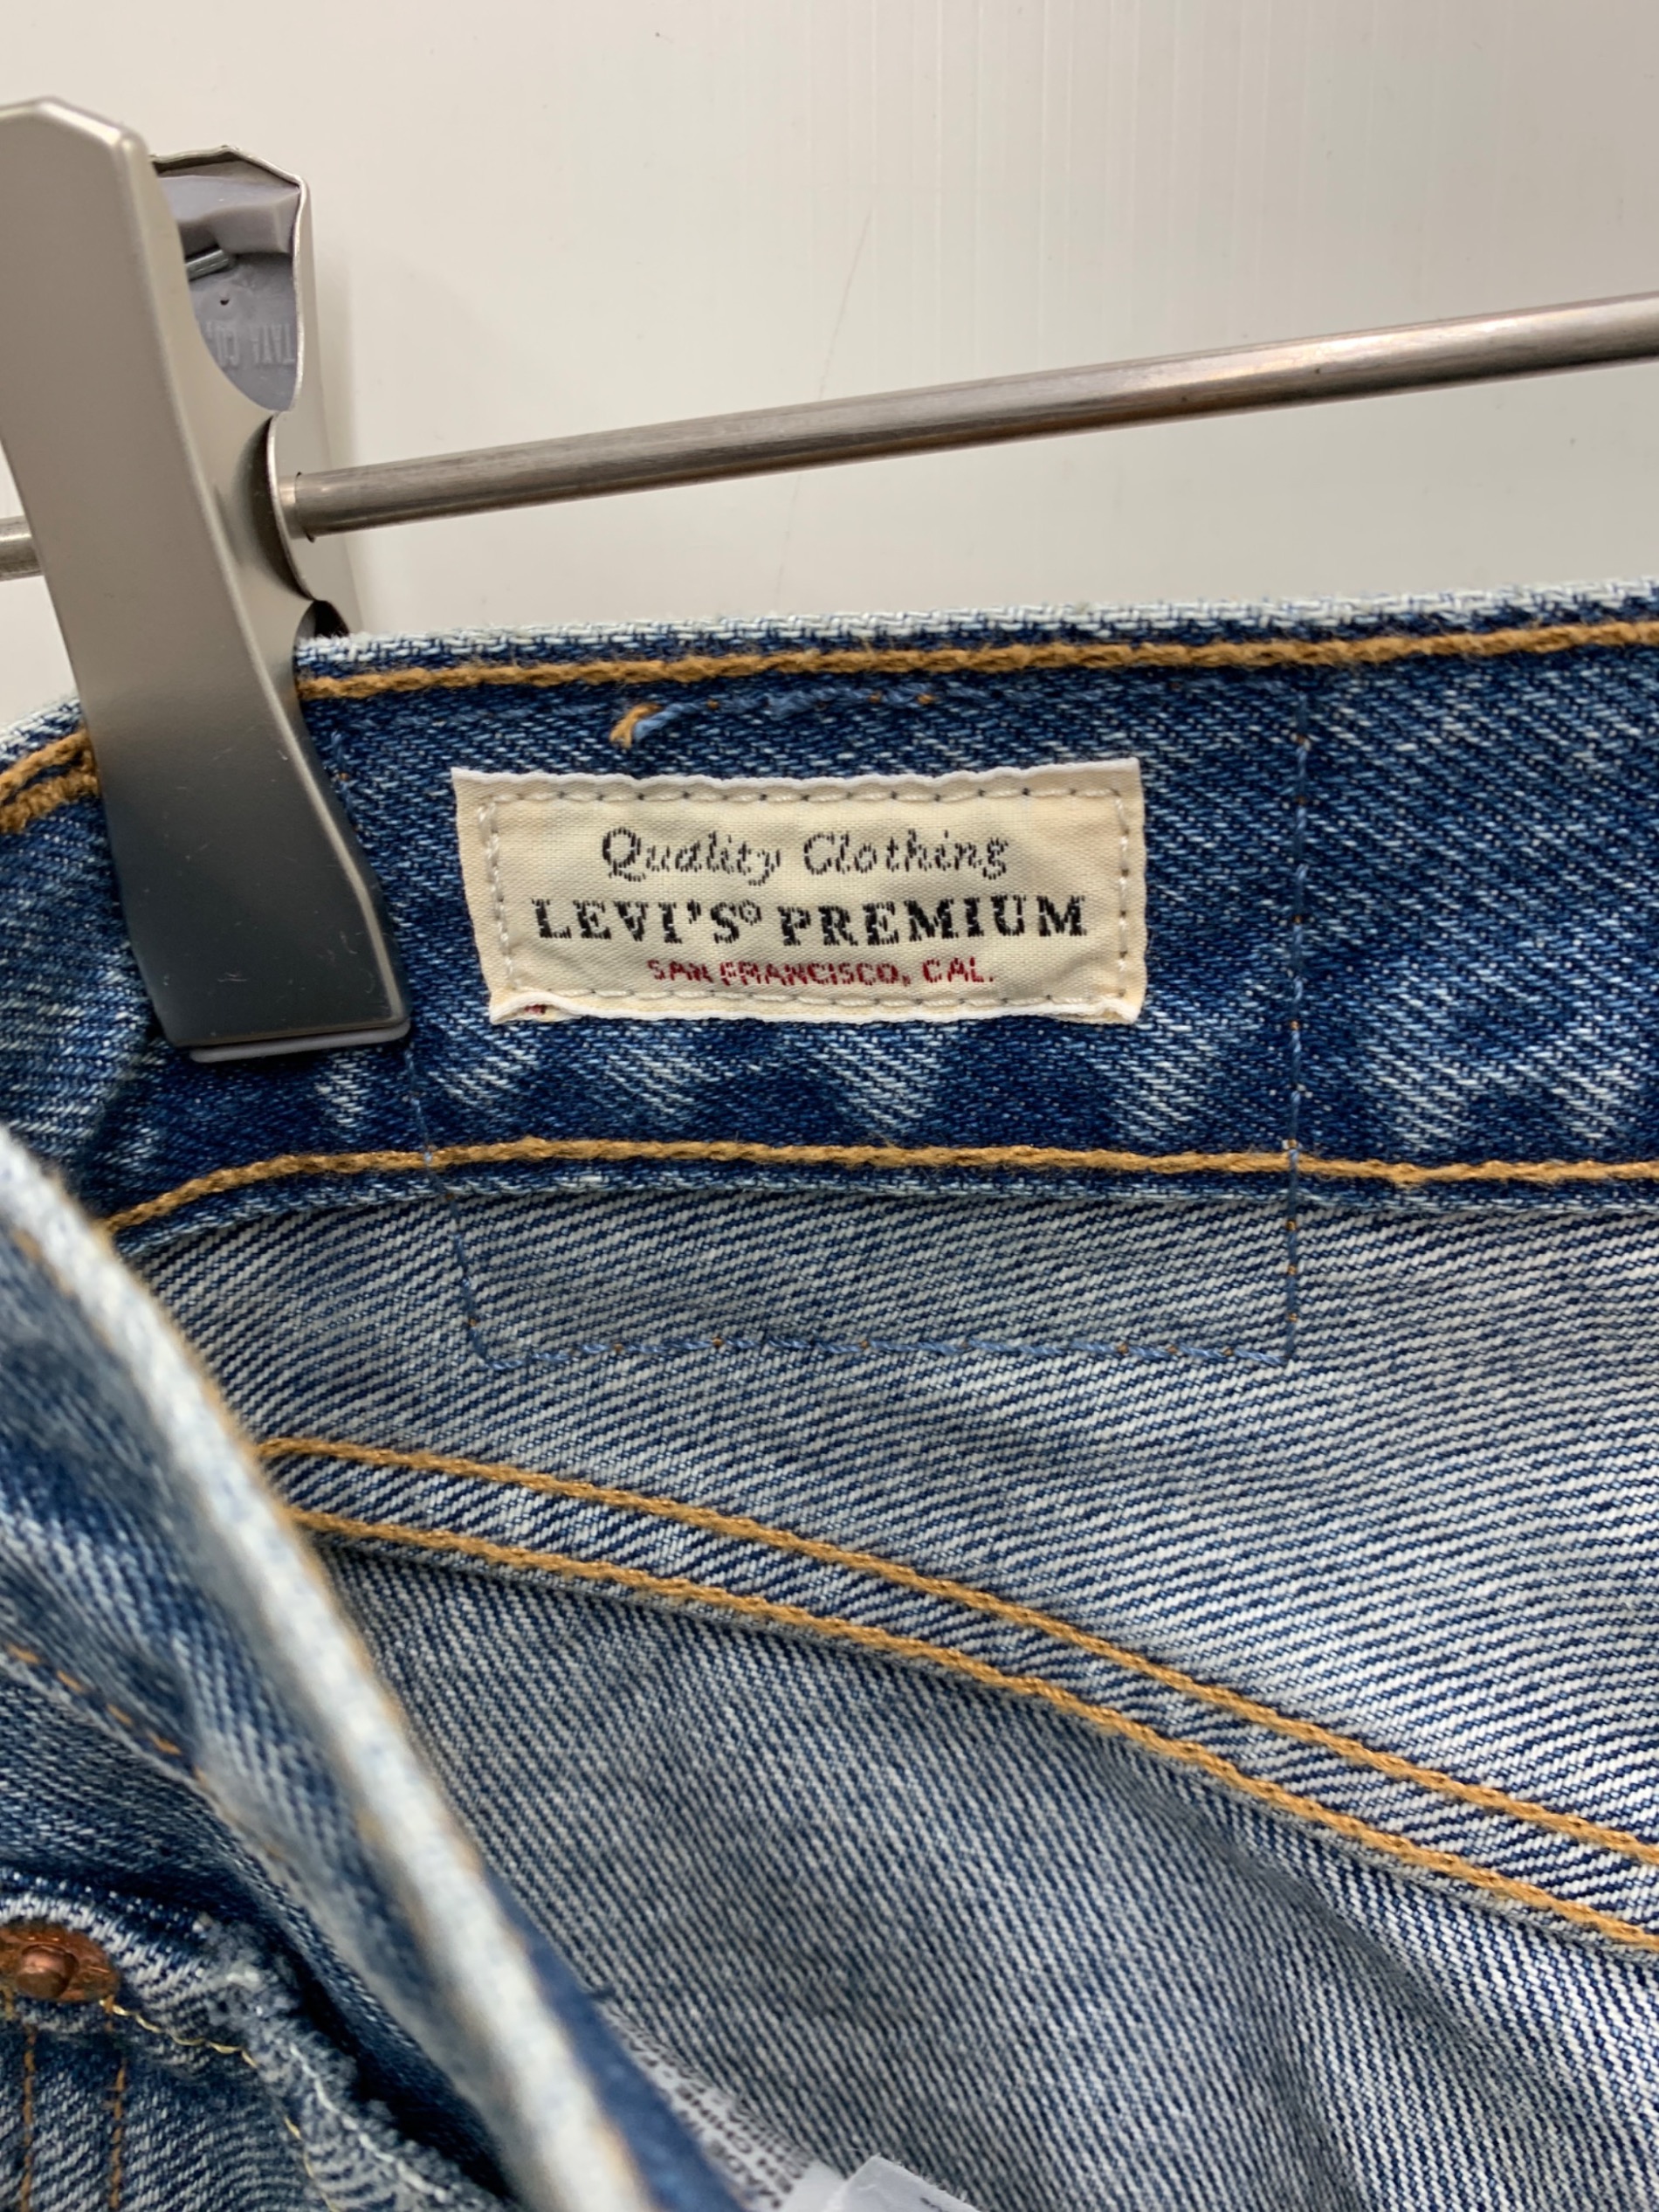 Quality Clothing
LEVI'S® PREMIUM
SAN FRANCISCO, CAL.